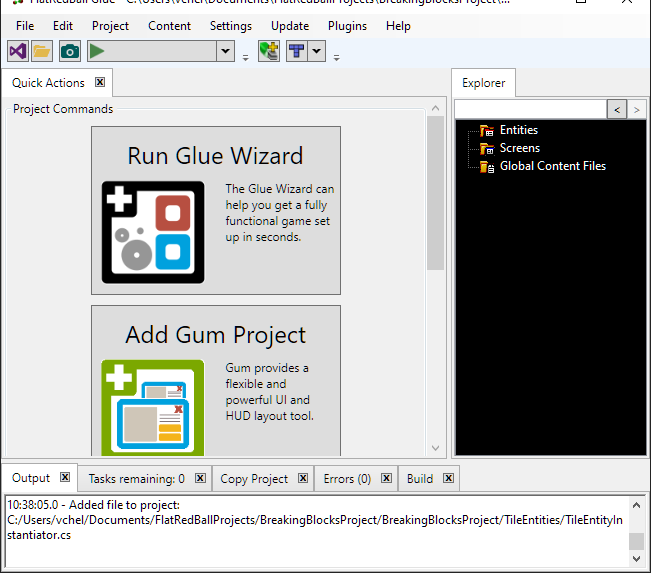 FlatRedBall Glue - C:\Users\vchel\Documents\FlatRedBallProjects\BreakingBlocksProject\...
File Edit Project Content Settings Update Plugins Help
Quick Actions
Explorer
Project Commands
Run Glue Wizard
The Glue Wizard can
help you get a fully
functional game set
up in seconds.
Add Gum Project
Gum provides a
flexible and
powerful UI and
HUD layout tool.
< >
Entities
Screens
Global Content Files
Output Tasks remaining: 0 Copy Project Errors (0) Build
10:38:05.0 - Added file to project:
C:/Users/vchel/Documents/FlatRedBallProjects/BreakingBlocksProject/BreakingBlocksProject/TileEntities/TileEntityIn
stantiator.cs